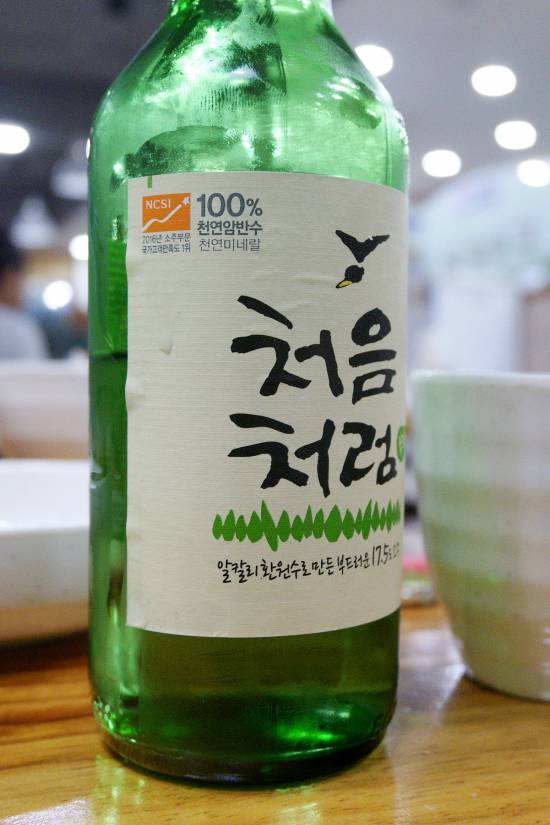 NCSI
2016년 소주부문
국가고객만족도 1위
100%
천연암반수
천연미네랄
처음
처럼
알칼리 환원수로 만든 부드러운 17.5도